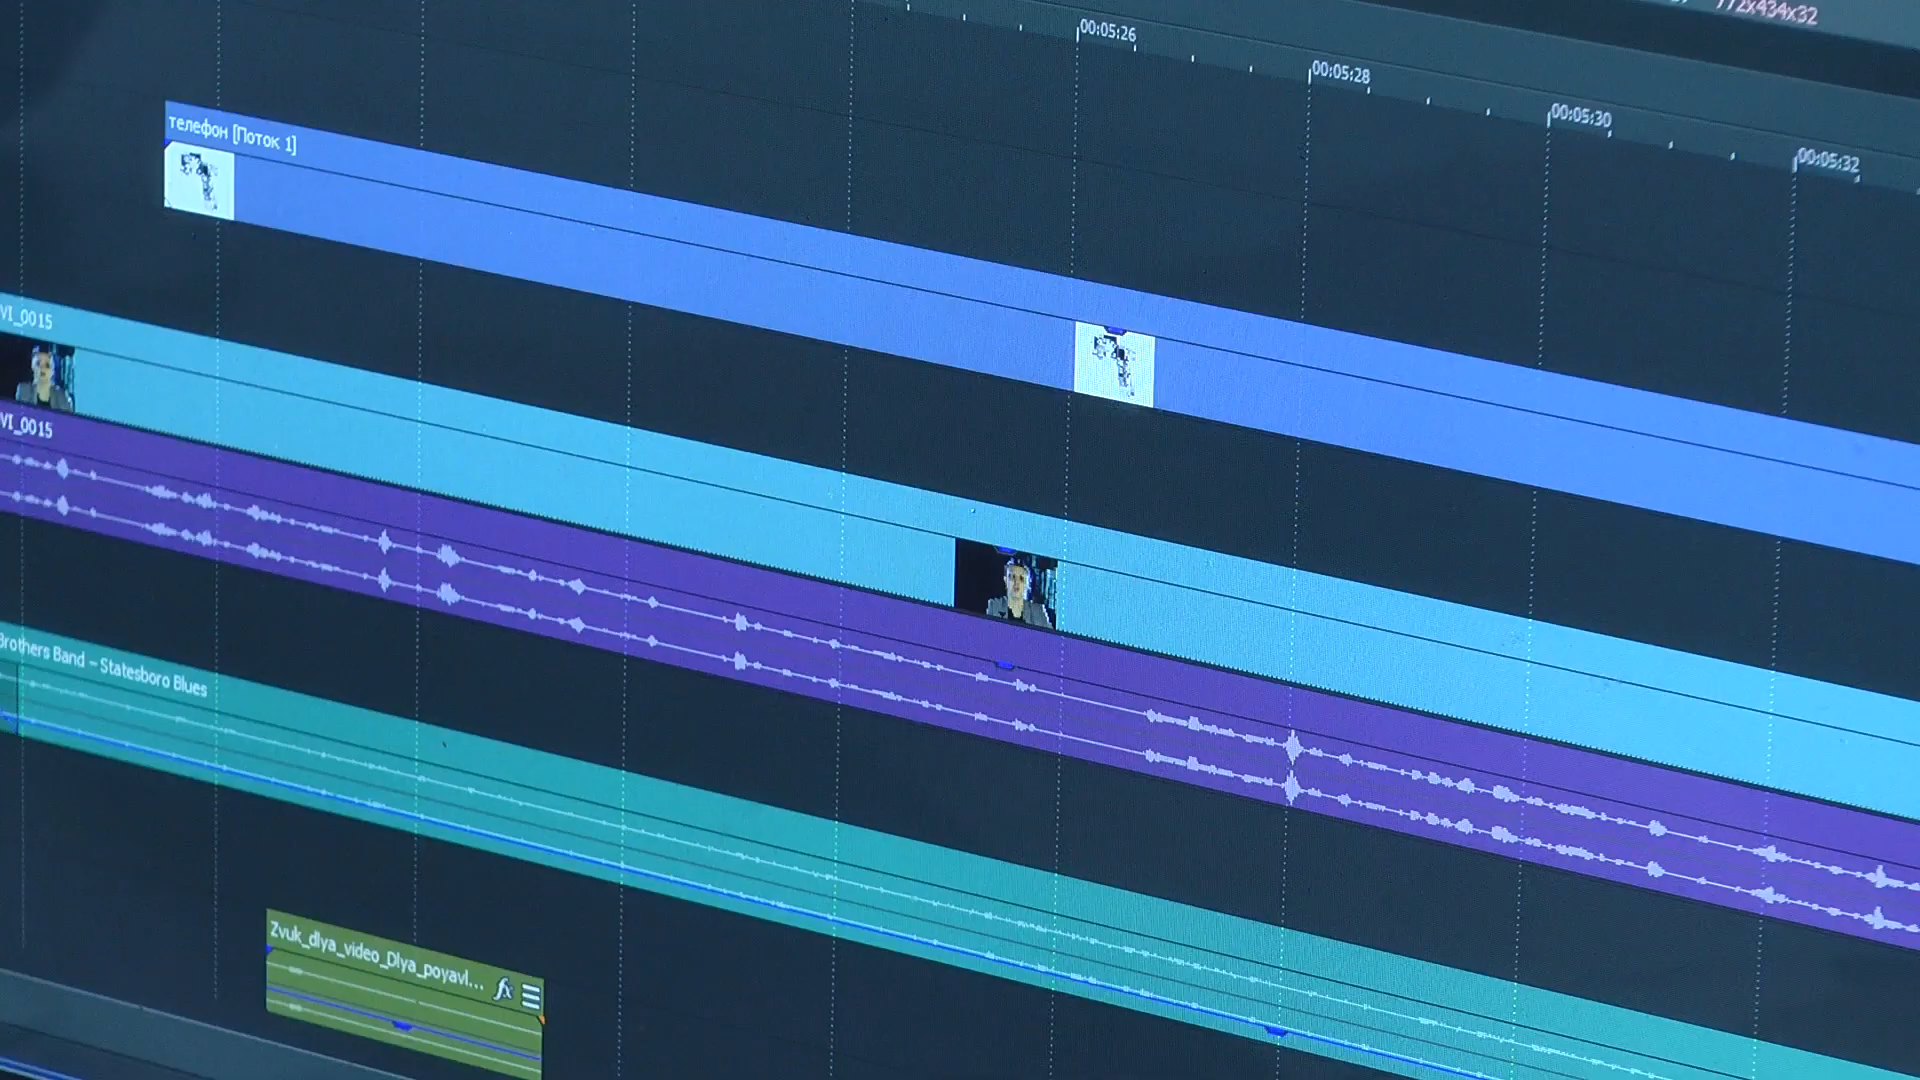 772x434x32
00:05:26
00:05:28
00:05:30
00:05:32
телефон [Поток 1]
VI_0015
VI_0015
Brothers Band – Statesboro Blues
Zvuk_dlya_video_Dlya_poyavl...
fx